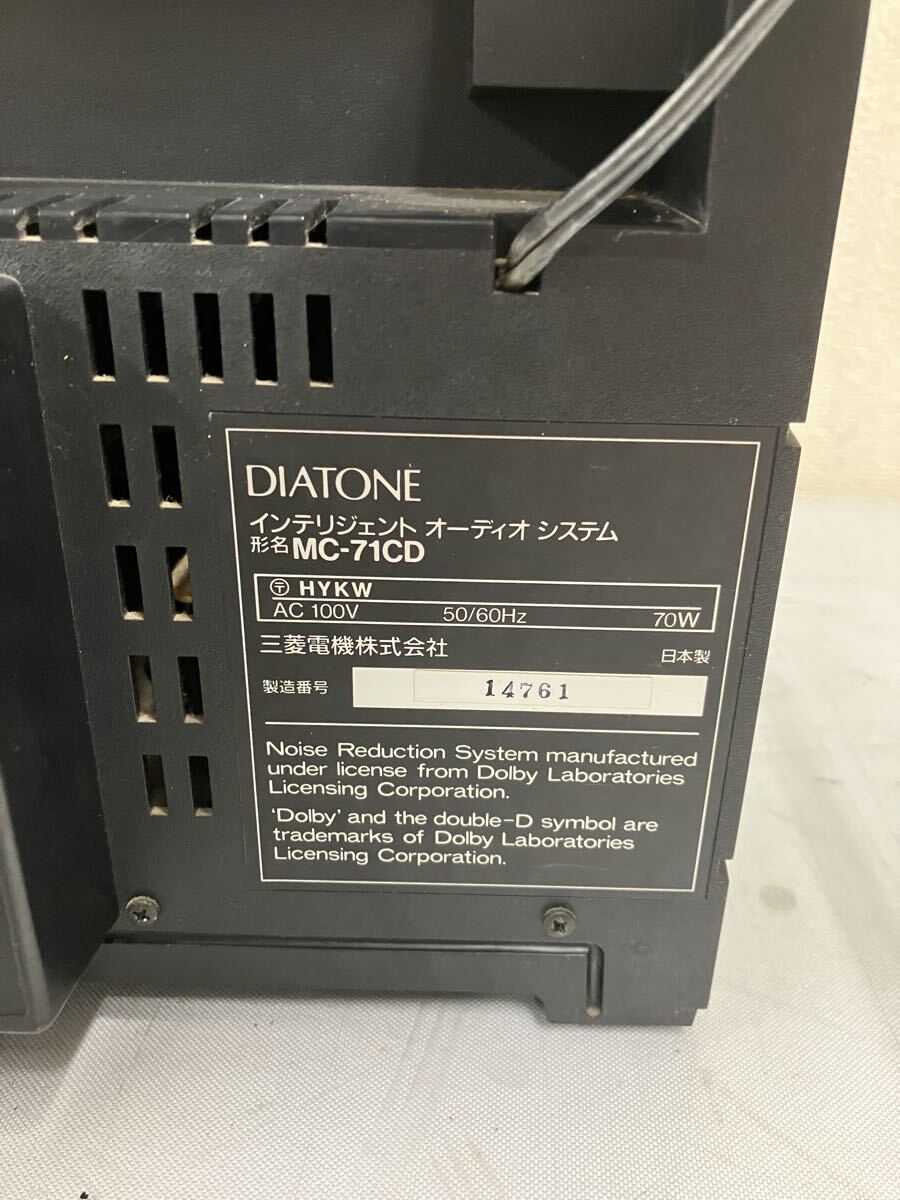 DIATONE
インテリジェント オーディオ システム
形名 MC-71CD
〒 HYKW
AC 100V 50/60Hz 70W
三菱電機株式会社 日本製
製造番号 14761
Noise Reduction System manufactured
under license from Dolby Laboratories
Licensing Corporation.
'Dolby' and the double-D symbol are
trademarks of Dolby Laboratories
Licensing Corporation.